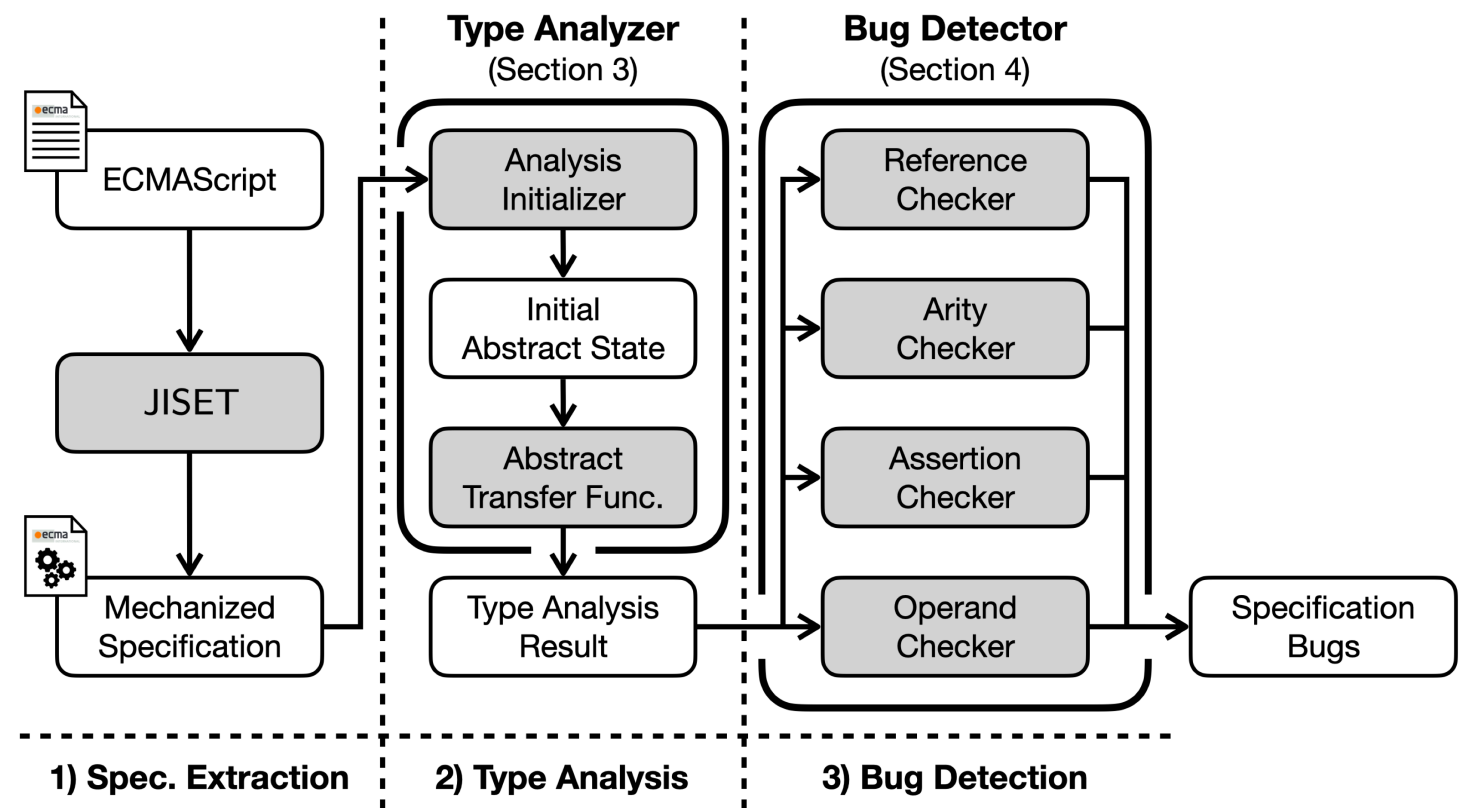 Type Analyzer
(Section 3)
Bug Detector
(Section 4)
ecma
ECMAScript
JISET
ecma
Mechanized
Specification
Analysis
Initializer
Initial
Abstract State
Abstract
Transfer Func.
Type Analysis
Result
Reference
Checker
Arity
Checker
Assertion
Checker
Operand
Checker
Specification
Bugs
1) Spec. Extraction
2) Type Analysis
3) Bug Detection